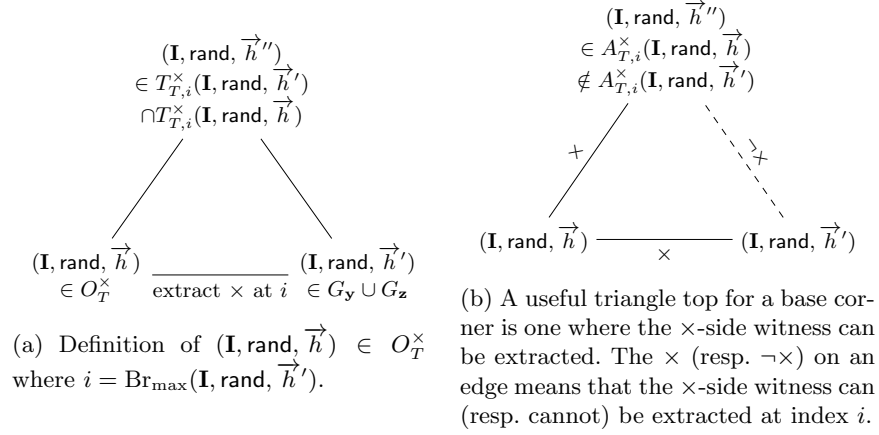 (𝐈, rand, h⃗″)
∈ T^×_{T,i}(𝐈, rand, h⃗′)
∩T^×_{T,i}(𝐈, rand, h⃗)
(𝐈, rand, h⃗)
∈ O^×_T
extract × at i
(𝐈, rand, h⃗′)
∈ G_𝐲 ∪ G_𝐳
(a) Definition of (𝐈, rand, h⃗) ∈ O^×_T
where i = Br_max(𝐈, rand, h⃗′).
(𝐈, rand, h⃗″)
∈ A^×_{T,i}(𝐈, rand, h⃗)
∉ A^×_{T,i}(𝐈, rand, h⃗′)
×
¬×
(𝐈, rand, h⃗)
×
(𝐈, rand, h⃗′)
(b) A useful triangle top for a base cor-
ner is one where the ×-side witness can
be extracted. The × (resp. ¬×) on an
edge means that the ×-side witness can
(resp. cannot) be extracted at index i.